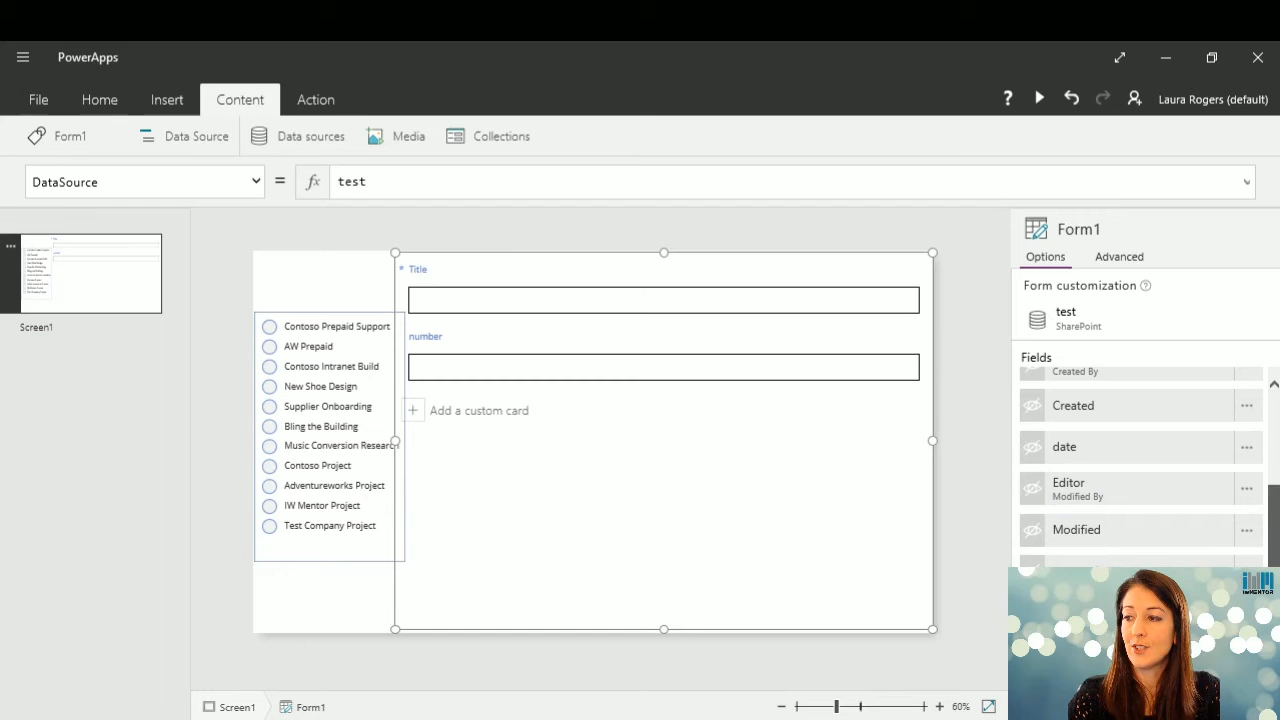 PowerApps
File Home Insert Content Action
? Laura Rogers (default)
Form1 Data Source Data sources Media Collections
DataSource = fx test
Screen1
* Title
number
+ Add a custom card
Contoso Prepaid Support
AW Prepaid
Contoso Intranet Build
New Shoe Design
Supplier Onboarding
Bling the Building
Music Conversion Research
Contoso Project
Adventureworks Project
IW Mentor Project
Test Company Project
Form1
Options Advanced
Form customization ?
test
SharePoint
Fields
Created By
Created
date
Editor
Modified By
Modified
IWMENTOR
Screen1 Form1
60%